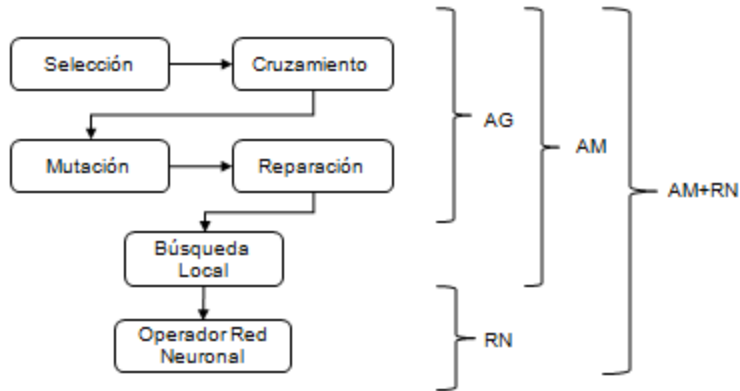 Selección
Cruzamiento
AG
AM
Mutación
Reparación
AM+RN
Búsqueda
Local
Operador Red
Neuronal
RN